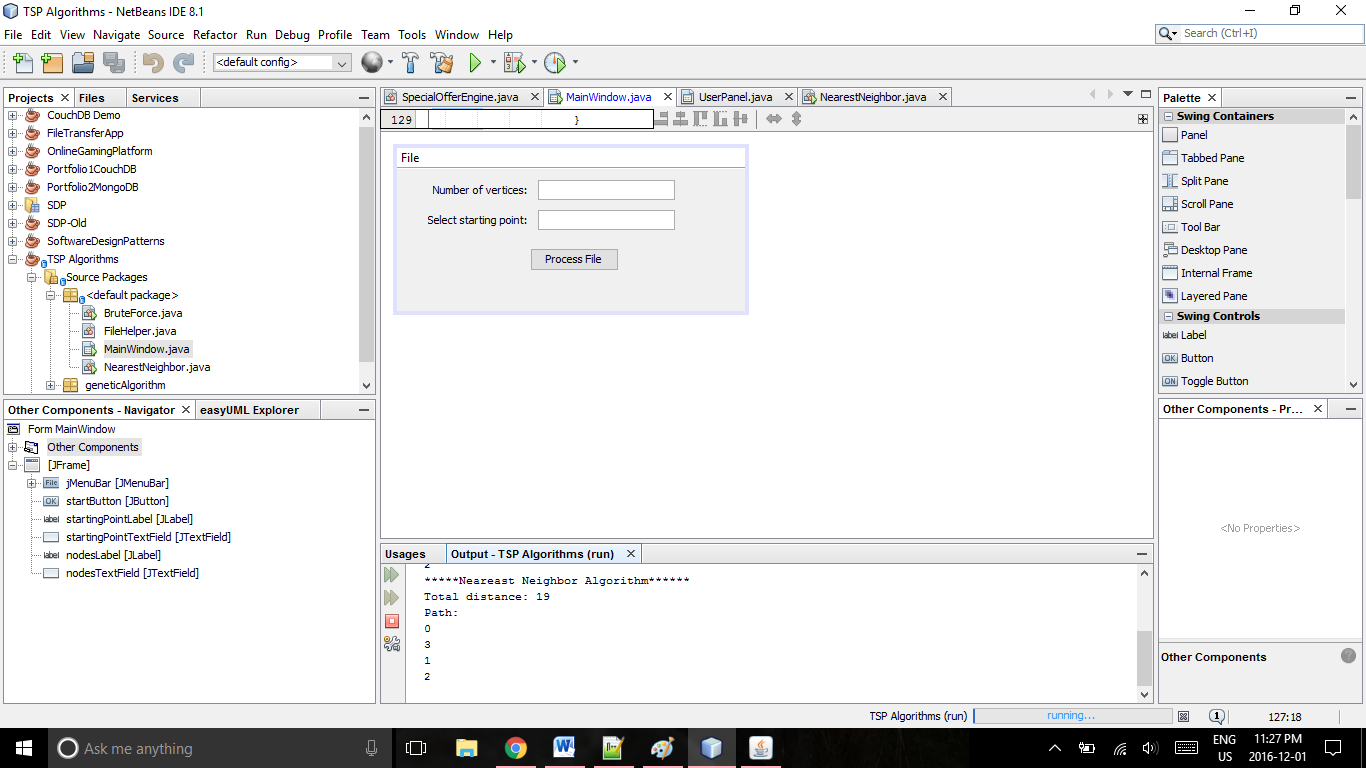 TSP Algorithms - NetBeans IDE 8.1
File Edit View Navigate Source Refactor Run Debug Profile Team Tools Window Help
Search (Ctrl+I)
<default config>
Projects Files Services
CouchDB Demo
FileTransferApp
OnlineGamingPlatform
Portfolio1CouchDB
Portfolio2MongoDB
SDP
SDP-Old
SoftwareDesignPatterns
TSP Algorithms
Source Packages
<default package>
BruteForce.java
FileHelper.java
MainWindow.java
NearestNeighbor.java
geneticAlgorithm
Other Components - Navigator easyUML Explorer
Form MainWindow
Other Components
[JFrame]
File jMenuBar [JMenuBar]
OK startButton [JButton]
label startingPointLabel [JLabel]
startingPointTextField [JTextField]
label nodesLabel [JLabel]
nodesTextField [JTextField]
SpecialOfferEngine.java MainWindow.java UserPanel.java NearestNeighbor.java
129 }
File
Number of vertices:
Select starting point:
Process File
Usages Output - TSP Algorithms (run)
2
*****Neareast Neighbor Algorithm******
Total distance: 19
Path:
0
3
1
2
Palette
Swing Containers
Panel
Tabbed Pane
Split Pane
Scroll Pane
Tool Bar
Desktop Pane
Internal Frame
Layered Pane
Swing Controls
label Label
OK Button
ON Toggle Button
Other Components - Pr...
<No Properties>
Other Components
TSP Algorithms (run) running... 1 127:18
Ask me anything
ENG
US
11:27 PM
2016-12-01